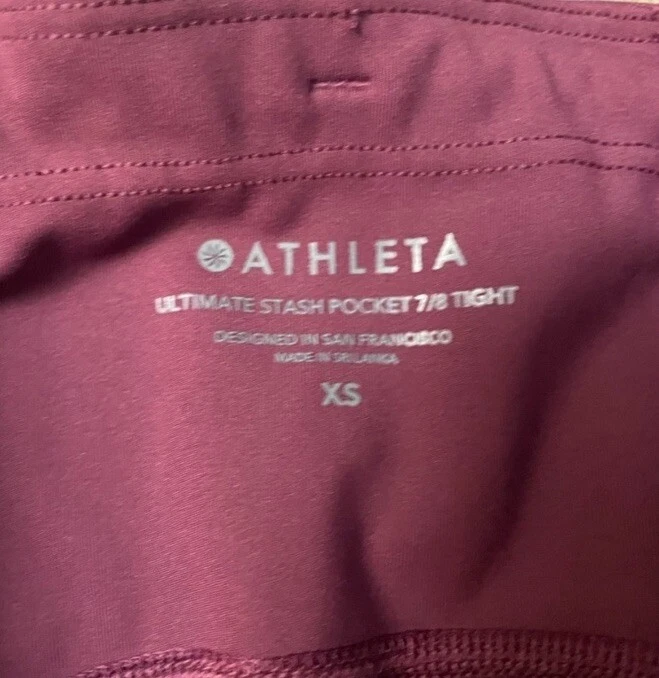 ATHLETA
ULTIMATE STASH POCKET 7/8 TIGHT
DESIGNED IN SAN FRANCISCO
MADE IN SRI LANKA
XS